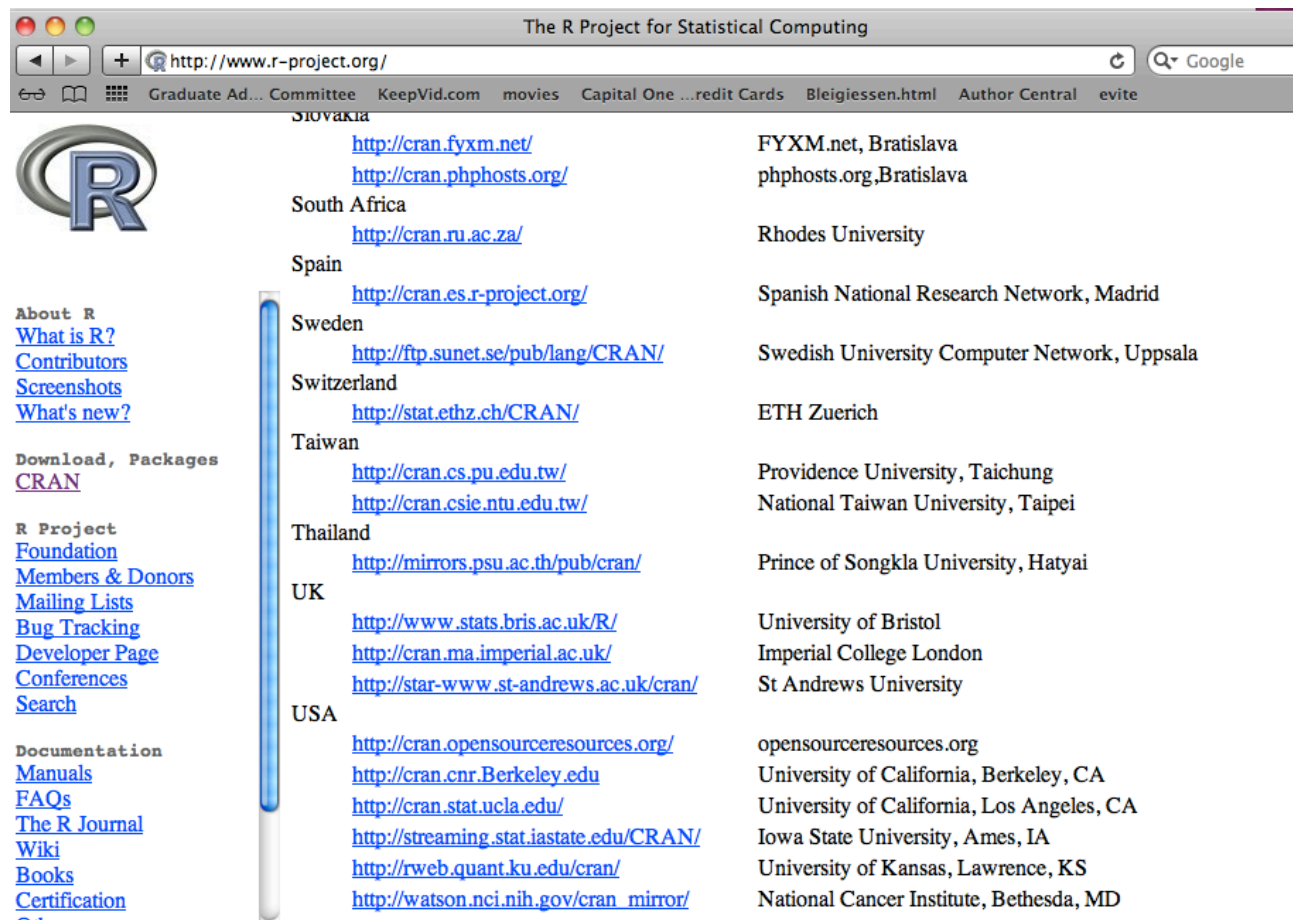 The R Project for Statistical Computing
http://www.r-project.org/
Google
Graduate Ad... Committee KeepVid.com movies Capital One ...redit Cards Bleigiessen.html Author Central evite
R
About R
What is R?
Contributors
Screenshots
What's new?
Download, Packages
CRAN
R Project
Foundation
Members & Donors
Mailing Lists
Bug Tracking
Developer Page
Conferences
Search
Documentation
Manuals
FAQs
The R Journal
Wiki
Books
Certification
Slovakia
http://cran.fyxm.net/ FYXM.net, Bratislava
http://cran.phphosts.org/ phphosts.org,Bratislava
South Africa
http://cran.ru.ac.za/ Rhodes University
Spain
http://cran.es.r-project.org/ Spanish National Research Network, Madrid
Sweden
http://ftp.sunet.se/pub/lang/CRAN/ Swedish University Computer Network, Uppsala
Switzerland
http://stat.ethz.ch/CRAN/ ETH Zuerich
Taiwan
http://cran.cs.pu.edu.tw/ Providence University, Taichung
http://cran.csie.ntu.edu.tw/ National Taiwan University, Taipei
Thailand
http://mirrors.psu.ac.th/pub/cran/ Prince of Songkla University, Hatyai
UK
http://www.stats.bris.ac.uk/R/ University of Bristol
http://cran.ma.imperial.ac.uk/ Imperial College London
http://star-www.st-andrews.ac.uk/cran/ St Andrews University
USA
http://cran.opensourceresources.org/ opensourceresources.org
http://cran.cnr.Berkeley.edu University of California, Berkeley, CA
http://cran.stat.ucla.edu/ University of California, Los Angeles, CA
http://streaming.stat.iastate.edu/CRAN/ Iowa State University, Ames, IA
http://rweb.quant.ku.edu/cran/ University of Kansas, Lawrence, KS
http://watson.nci.nih.gov/cran_mirror/ National Cancer Institute, Bethesda, MD